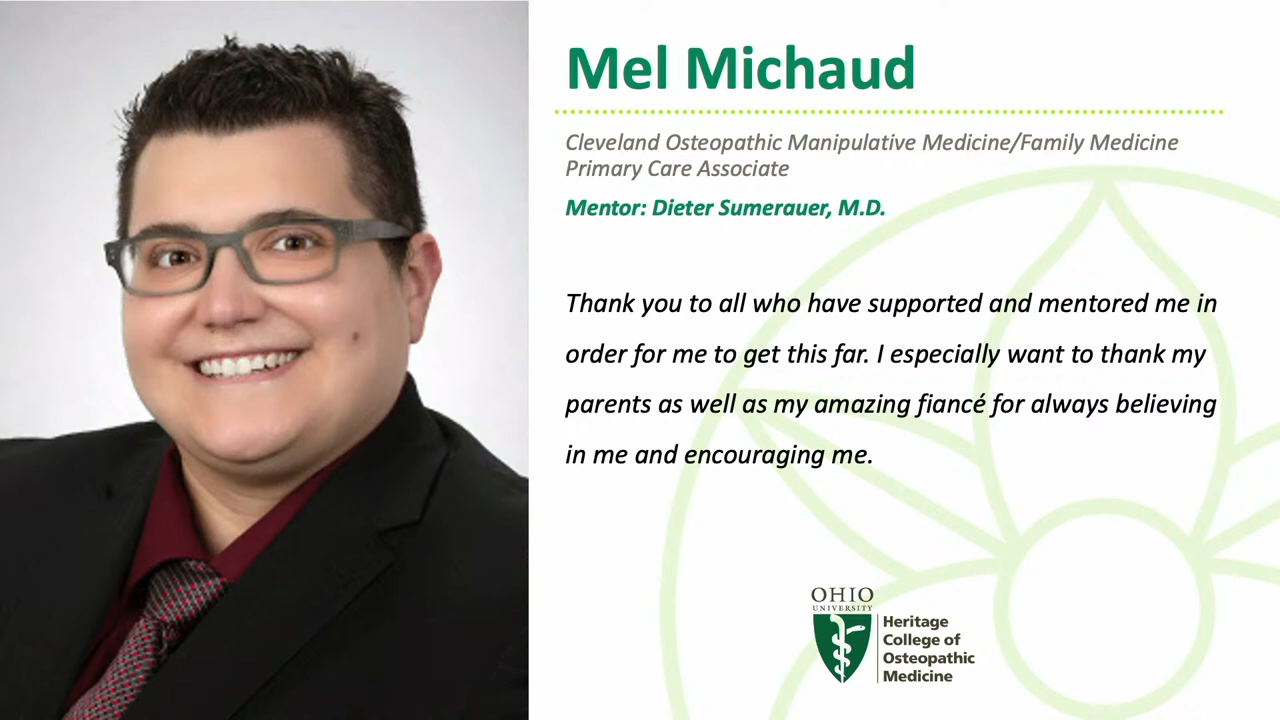 Mel Michaud
Cleveland Osteopathic Manipulative Medicine/Family Medicine
Primary Care Associate
Mentor: Dieter Sumerauer, M.D.
Thank you to all who have supported and mentored me in
order for me to get this far. I especially want to thank my
parents as well as my amazing fiancé for always believing
in me and encouraging me.
OHIO
UNIVERSITY
Heritage
College of
Osteopathic
Medicine